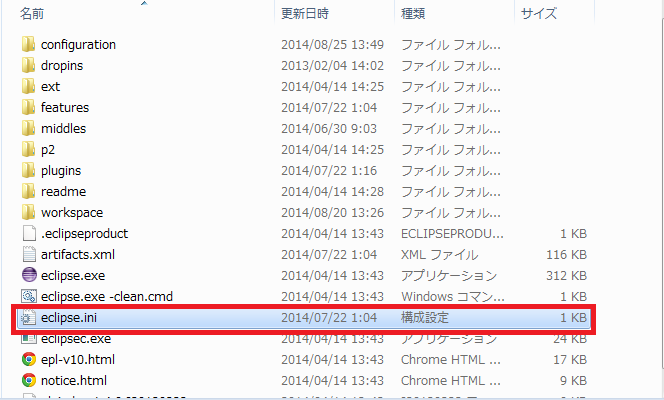 名前 更新日時 種類 サイズ
configuration 2014/08/25 13:49 ファイル フォル...
dropins 2013/02/04 14:02 ファイル フォル...
ext 2014/04/14 14:25 ファイル フォル...
features 2014/07/22 1:04 ファイル フォル...
middles 2014/06/30 9:03 ファイル フォル...
p2 2014/04/14 14:25 ファイル フォル...
plugins 2014/07/22 1:16 ファイル フォル...
readme 2014/04/14 14:28 ファイル フォル...
workspace 2014/08/20 13:26 ファイル フォル...
.eclipseproduct 2014/04/14 13:43 ECLIPSEPRODU... 1 KB
artifacts.xml 2014/07/22 1:04 XML ファイル 116 KB
eclipse.exe 2014/04/14 13:43 アプリケーション 312 KB
eclipse.exe -clean.cmd 2014/04/14 13:43 Windows コマン... 1 KB
eclipse.ini 2014/07/22 1:04 構成設定 1 KB
eclipsec.exe 2014/04/14 13:43 アプリケーション 24 KB
epl-v10.html 2014/04/14 13:43 Chrome HTML ... 17 KB
notice.html 2014/04/14 13:43 Chrome HTML ... 9 KB